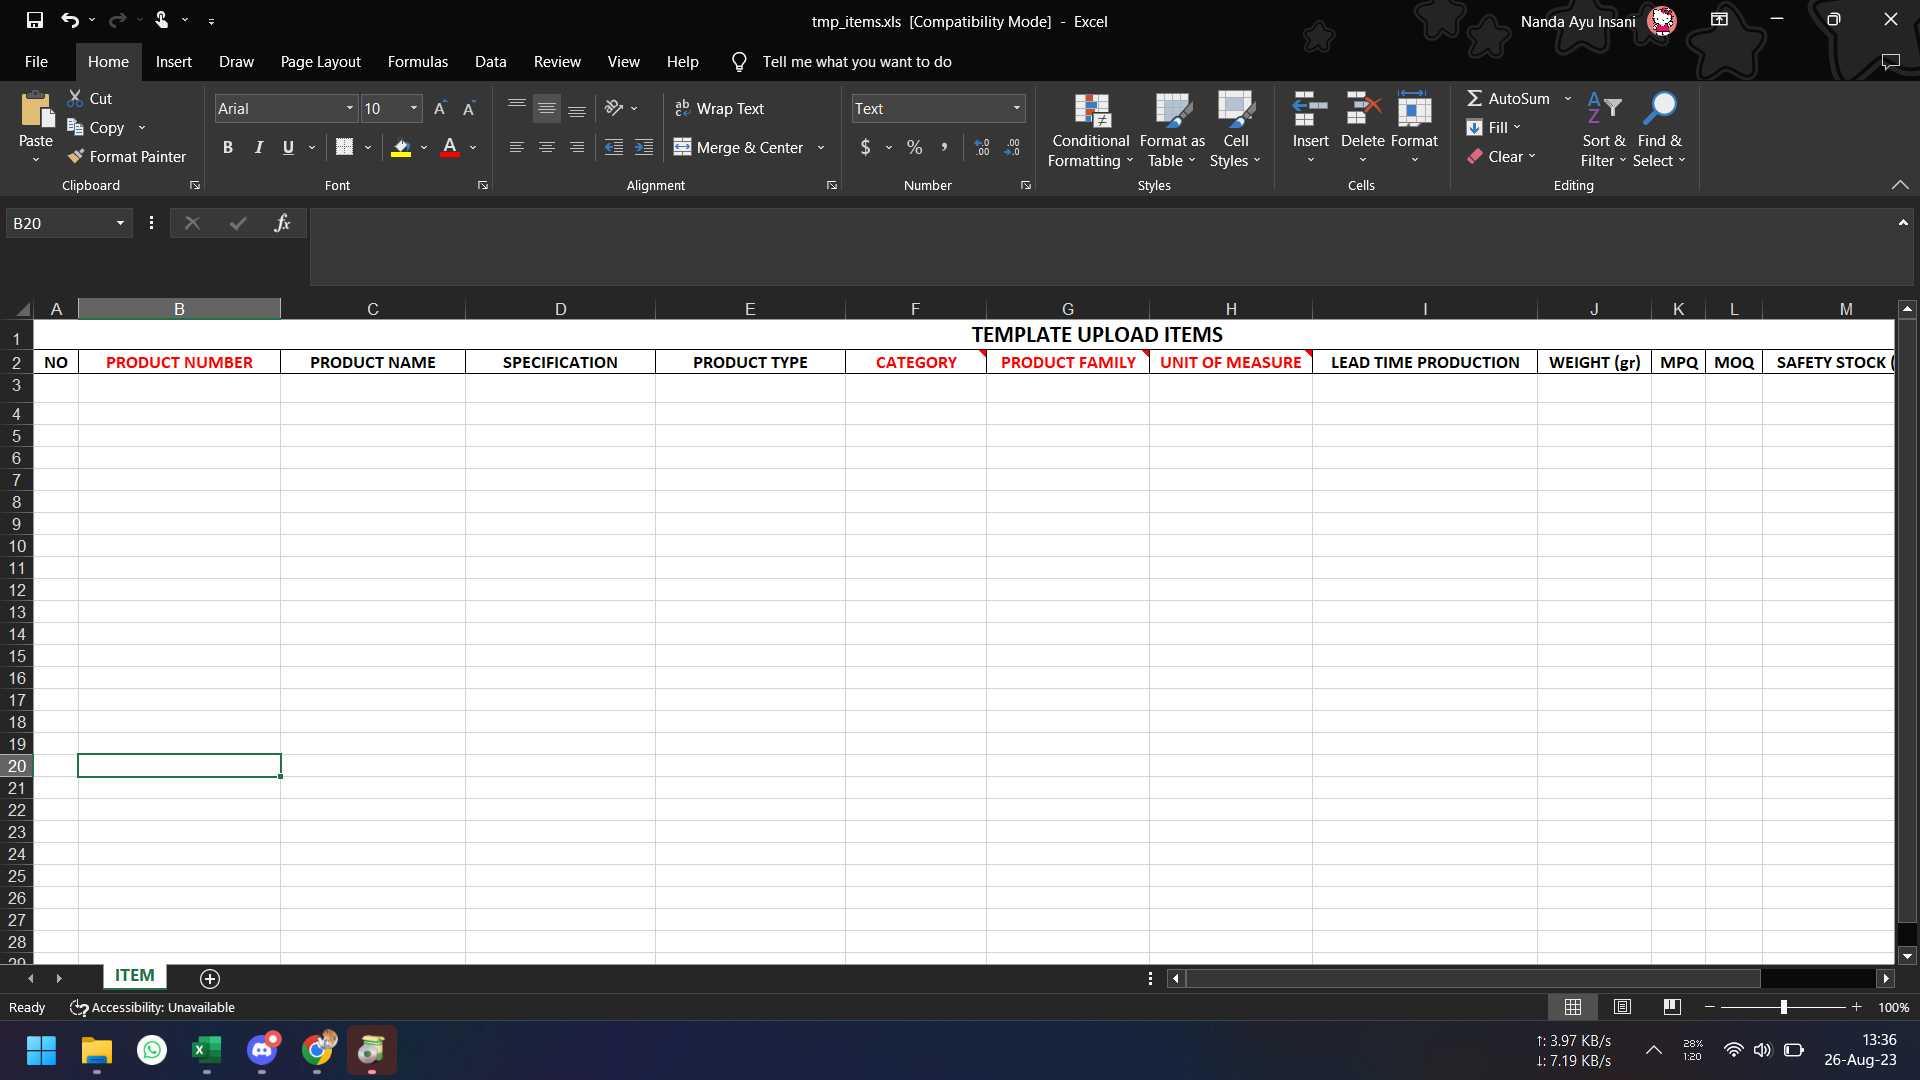 tmp_items.xls [Compatibility Mode] - Excel
Nanda Ayu Insani
File Home Insert Draw Page Layout Formulas Data Review View Help Tell me what you want to do
Paste
Cut
Copy
Format Painter
Clipboard
Arial 10
B I U
Font
Wrap Text
Merge & Center
Alignment
Text
$ % ,
Number
Conditional Formatting
Format as Table
Cell Styles
Styles
Insert
Delete
Format
Cells
AutoSum
Fill
Clear
Sort & Filter
Find & Select
Editing
B20
fx
A B C D E F G H I J K L M
1 TEMPLATE UPLOAD ITEMS
2 NO PRODUCT NUMBER PRODUCT NAME SPECIFICATION PRODUCT TYPE CATEGORY PRODUCT FAMILY UNIT OF MEASURE LEAD TIME PRODUCTION WEIGHT (gr) MPQ MOQ SAFETY STOCK (
3
4
5
6
7
8
9
10
11
12
13
14
15
16
17
18
19
20
21
22
23
24
25
26
27
28
29
ITEM
Ready Accessibility: Unavailable 100%
↑: 3.97 KB/s
↓: 7.19 KB/s
28%
1:20
13:36
26-Aug-23